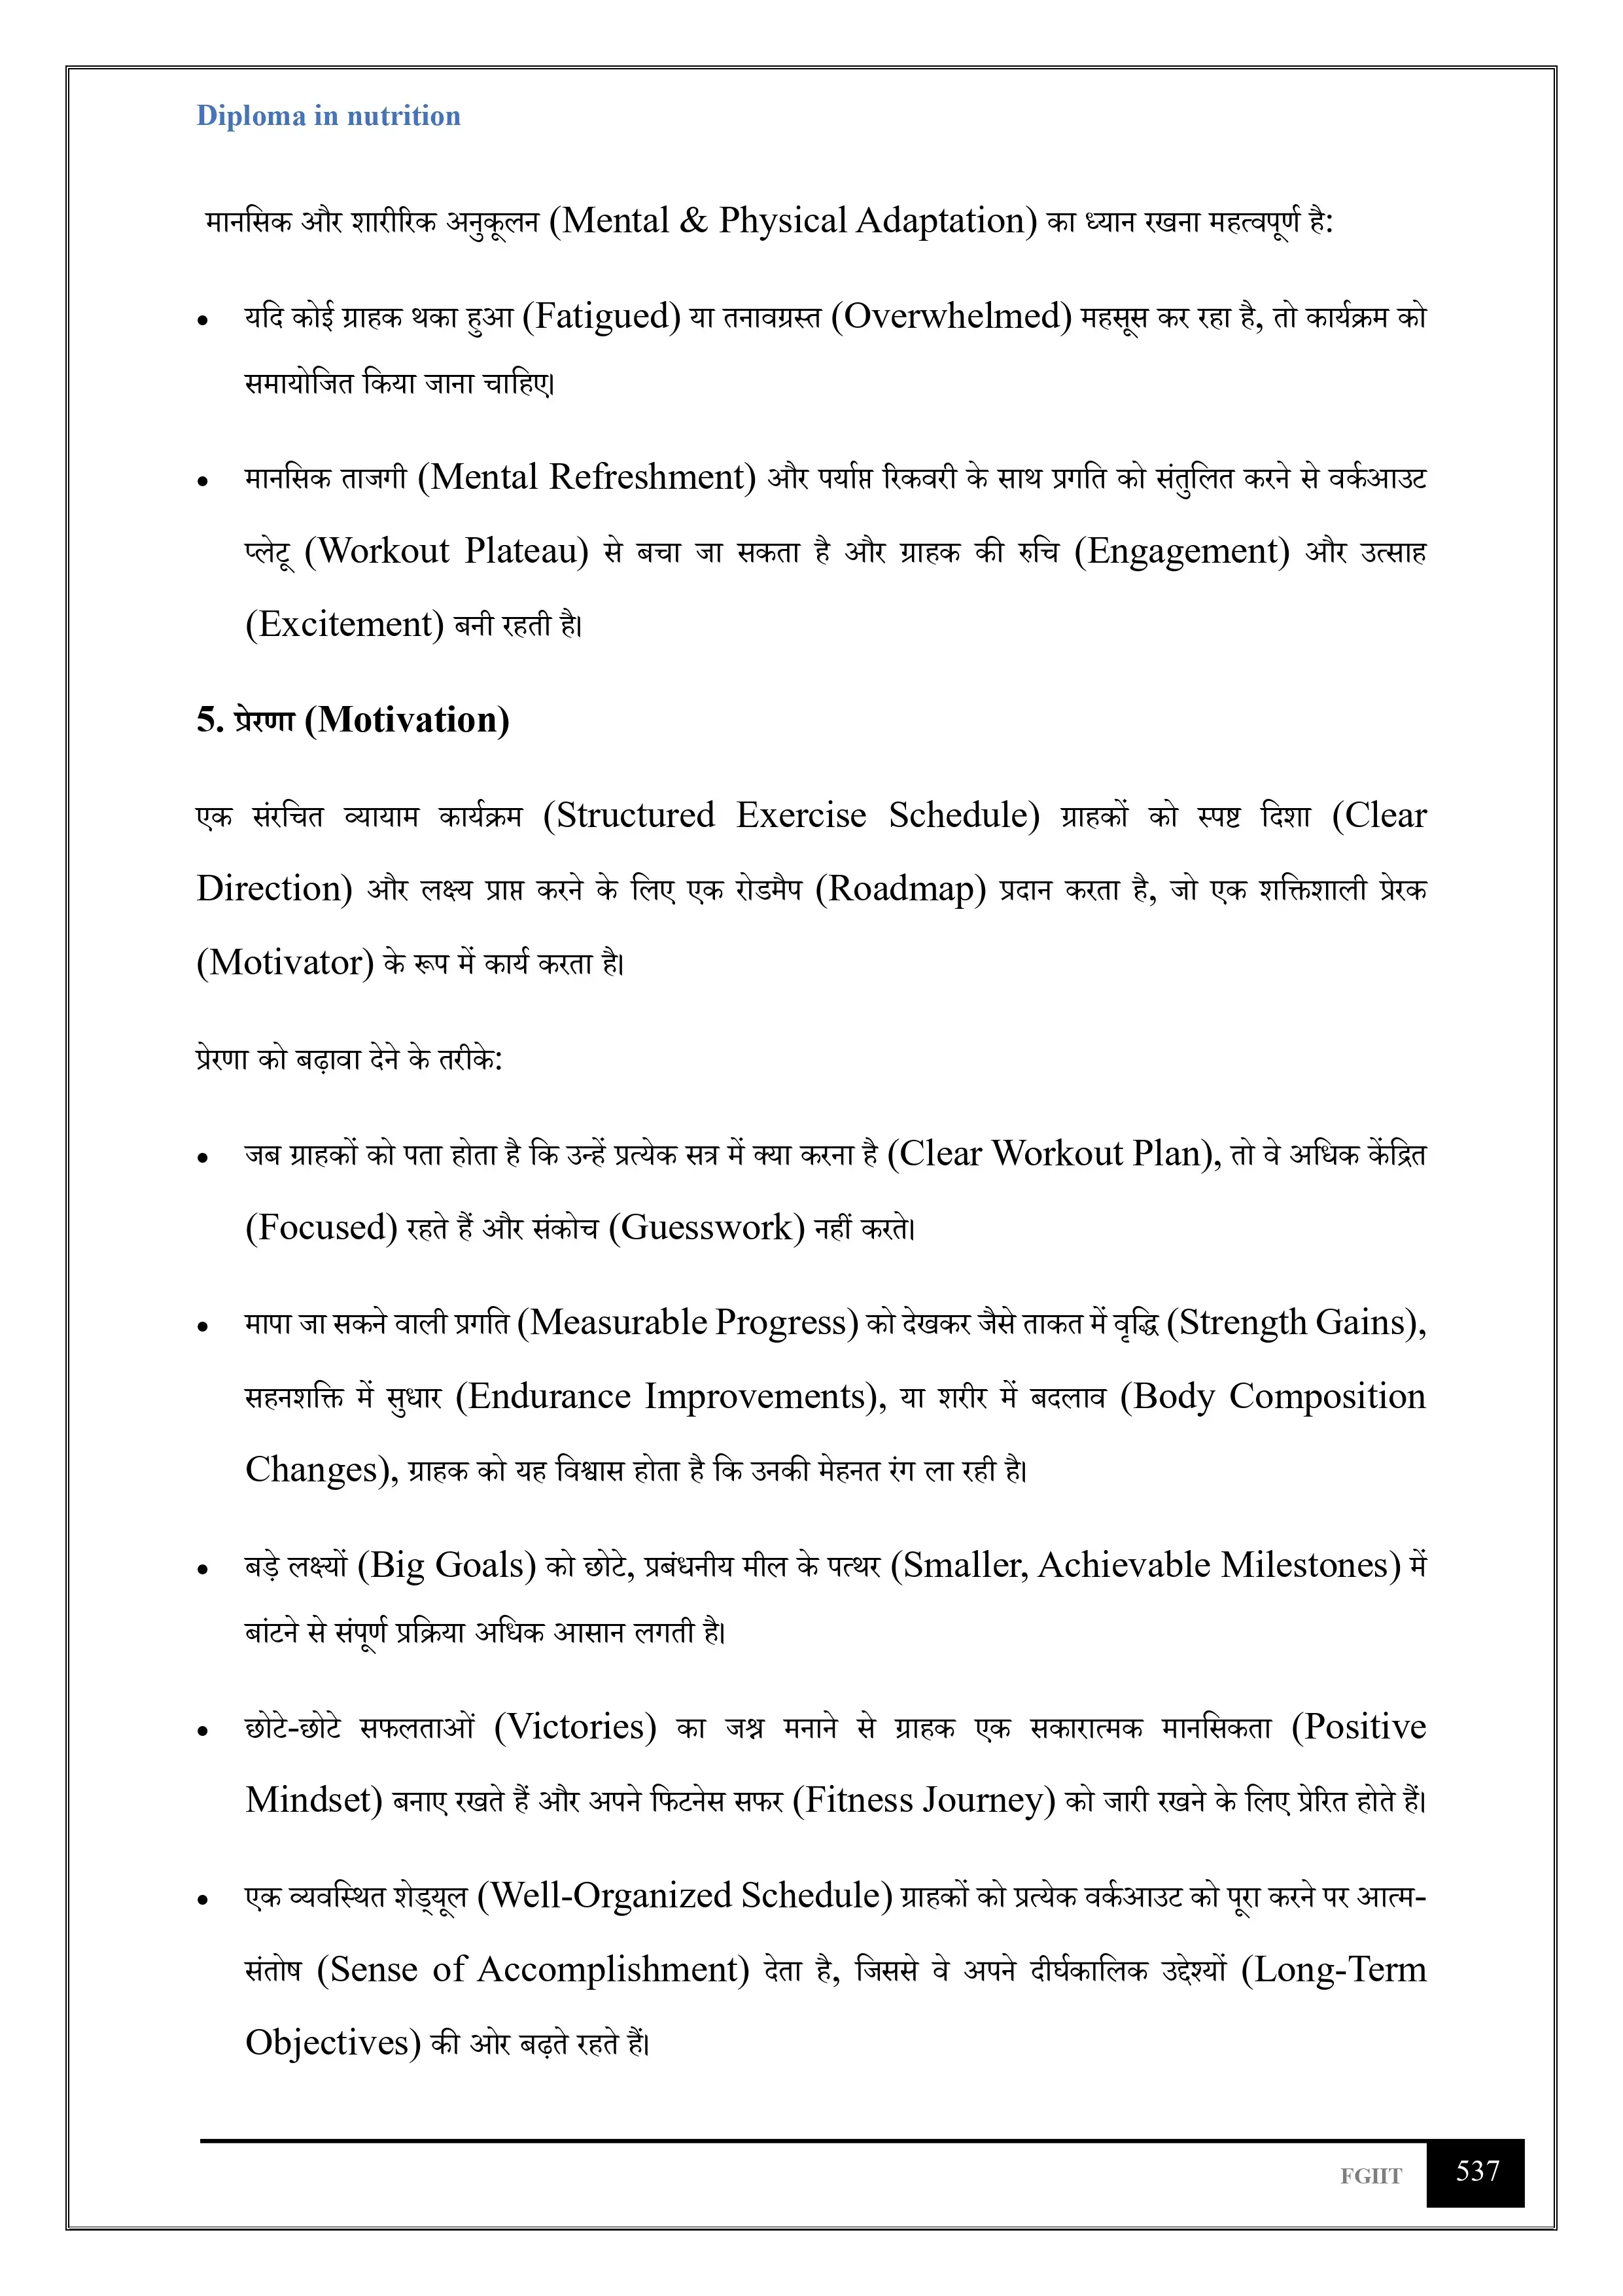 Diploma in nutrition
मानसिक और शारीरिक अनुकूलन (Mental & Physical Adaptation) का ध्यान रखना महत्वपूर्ण है:
• यदि कोई ग्राहक थका हुआ (Fatigued) या तनावग्रस्त (Overwhelmed) महसूस कर रहा है, तो कार्यक्रम को
समायोजित किया जाना चाहिए।
• मानसिक ताजगी (Mental Refreshment) और पर्याप्त रिकवरी के साथ प्रगति को संतुलित करने से वर्कआउट
प्लेटू (Workout Plateau) से बचा जा सकता है और ग्राहक की रुचि (Engagement) और उत्साह
(Excitement) बनी रहती है।
5. प्रेरणा (Motivation)
एक संरचित व्यायाम कार्यक्रम (Structured Exercise Schedule) ग्राहकों को स्पष्ट दिशा (Clear
Direction) और लक्ष्य प्राप्त करने के लिए एक रोडमैप (Roadmap) प्रदान करता है, जो एक शक्तिशाली प्रेरक
(Motivator) के रूप में कार्य करता है।
प्रेरणा को बढ़ावा देने के तरीके:
• जब ग्राहकों को पता होता है कि उन्हें प्रत्येक सत्र में क्या करना है (Clear Workout Plan), तो वे अधिक केंद्रित
(Focused) रहते हैं और संकोच (Guesswork) नहीं करते।
• मापा जा सकने वाली प्रगति (Measurable Progress) को देखकर जैसे ताकत में वृद्धि (Strength Gains),
सहनशक्ति में सुधार (Endurance Improvements), या शरीर में बदलाव (Body Composition
Changes), ग्राहक को यह विश्वास होता है कि उनकी मेहनत रंग ला रही है।
• बड़े लक्ष्यों (Big Goals) को छोटे, प्रबंधनीय मील के पत्थर (Smaller, Achievable Milestones) में
बांटने से संपूर्ण प्रक्रिया अधिक आसान लगती है।
• छोटे-छोटे सफलताओं (Victories) का जश्न मनाने से ग्राहक एक सकारात्मक मानसिकता (Positive
Mindset) बनाए रखते हैं और अपने फिटनेस सफर (Fitness Journey) को जारी रखने के लिए प्रेरित होते हैं।
• एक व्यवस्थित शेड्यूल (Well-Organized Schedule) ग्राहकों को प्रत्येक वर्कआउट को पूरा करने पर आत्म-
संतोष (Sense of Accomplishment) देता है, जिससे वे अपने दीर्घकालिक उद्देश्यों (Long-Term
Objectives) की ओर बढ़ते रहते हैं।
FGIIT 537